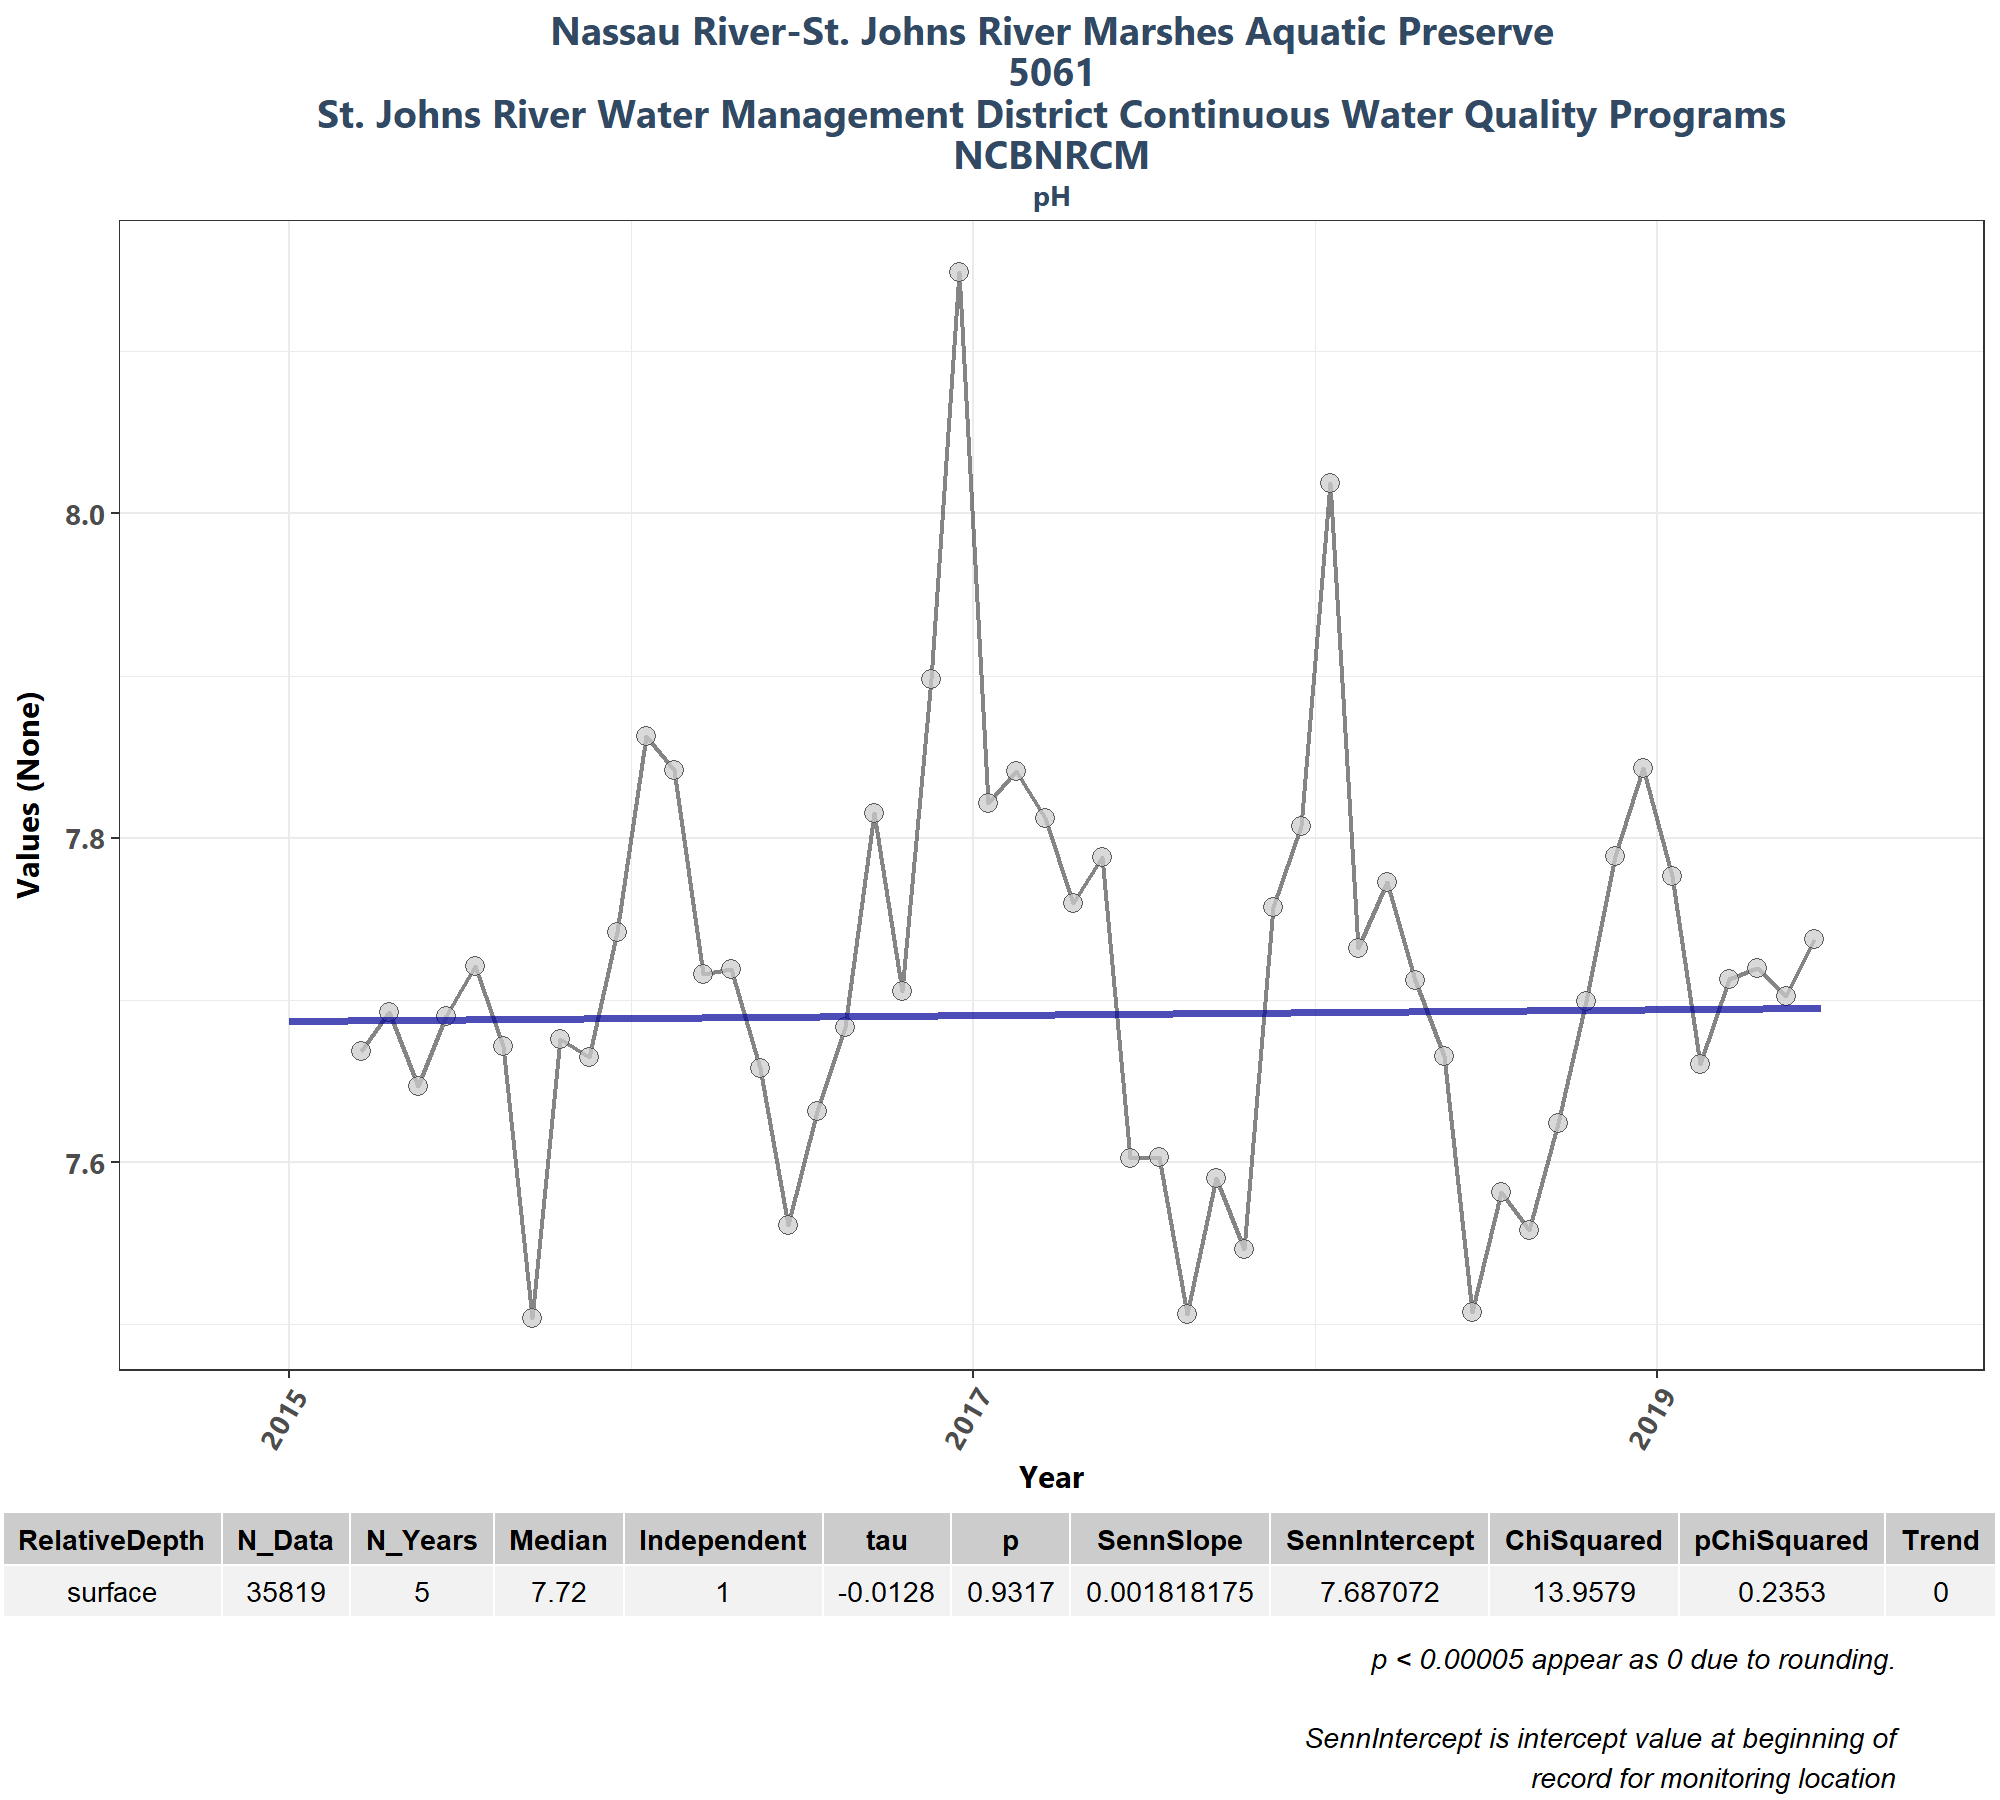 Nassau River-St. Johns River Marshes Aquatic Preserve
5061
St. Johns River Water Management District Continuous Water Quality Programs
NCBNRCM
pH
Values (None)
8.0
7.8
7.6
2015 2017 2019
Year
RelativeDepth N_Data N_Years Median Independent tau p SennSlope SennIntercept ChiSquared pChiSquared Trend
surface 35819 5 7.72 1 -0.0128 0.9317 0.001818175 7.687072 13.9579 0.2353 0
p < 0.00005 appear as 0 due to rounding.
SennIntercept is intercept value at beginning of
record for monitoring location